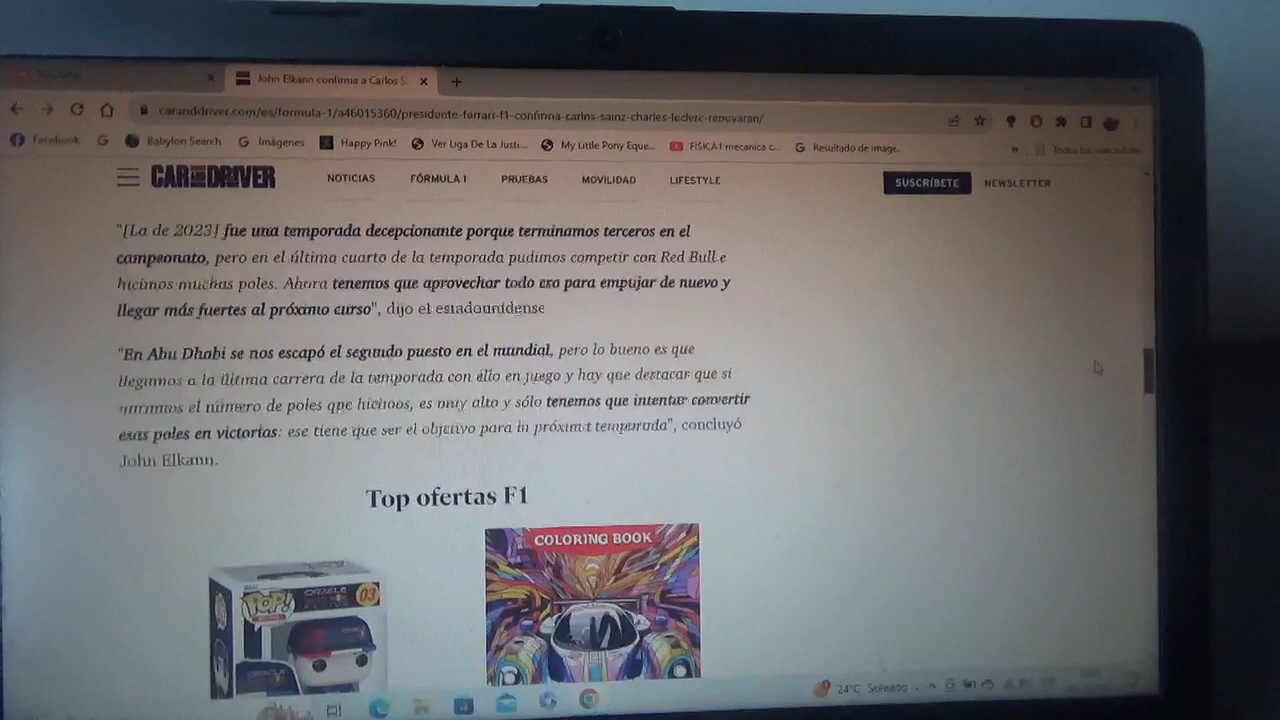 John Elkann confirma a Carlos S
caranddriver.com/es/formula-1/a46015360/presidente-ferrari-f1-confirma-carlos-sainz-charles-leclerc-renovaran/
Facebook
Babylon Search
Imágenes
Happy Pink!
Ver Liga De La Justi...
My Little Pony Eque...
FISICA I mecanica c...
Resultado de image...
»
CAR AND DRIVER
NOTICIAS
FÓRMULA 1
PRUEBAS
MOVILIDAD
LIFESTYLE
SUSCRÍBETE
NEWSLETTER
"[La de 2023] fue una temporada decepcionante porque terminamos terceros en el
campeonato, pero en el último cuarto de la temporada pudimos competir con Red Bull e
hicimos muchas poles. Ahora tenemos que aprovechar todo eso para empujar de nuevo y
llegar más fuertes al próximo curso", dijo el estadounidense
"En Abu Dhabi se nos escapó el segundo puesto en el mundial, pero lo bueno es que
llegamos a la última carrera de la temporada con ello en juego y hay que destacar que si
miramos el número de poles que hicimos, es muy alto y sólo tenemos que intentar convertir
esas poles en victorias: ese tiene que ser el objetivo para la próxima temporada", concluyó
John Elkann.
Top ofertas F1
POP!
ORACLE
03
COLORING BOOK
24°C Soleado